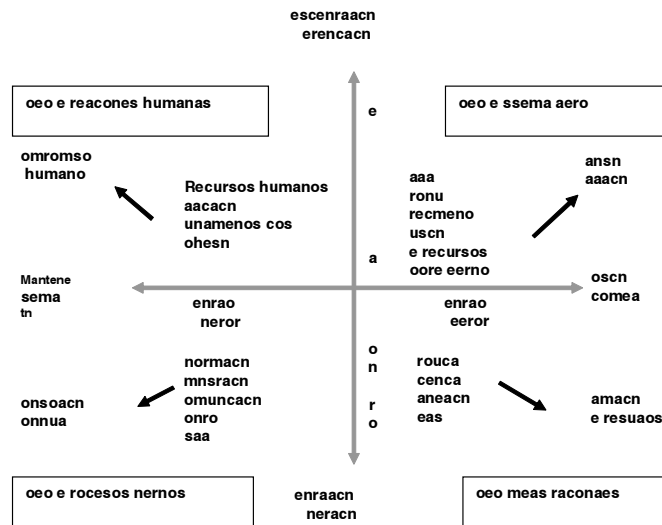 escenraacn
erencacn
oeo e reacones humanas
e
oeo e ssema aero
omromso
humano
Recursos humanos
aacacn
unamenos cos
ohesn
aaa
ronu
recmeno
uscn
e recursos
oore eerno
ansn
aaacn
a
Mantene
sema
tn
enrao
neror
enrao
eeror
oscn
comea
o
n
ro
o
normacn
mnsracn
omuncacn
onro
saa
onsoacn
onnua
rouca
cenca
aneacn
eas
amacn
e resuaos
oeo e rocesos nernos
enraacn
neracn
oeo meas raconaes